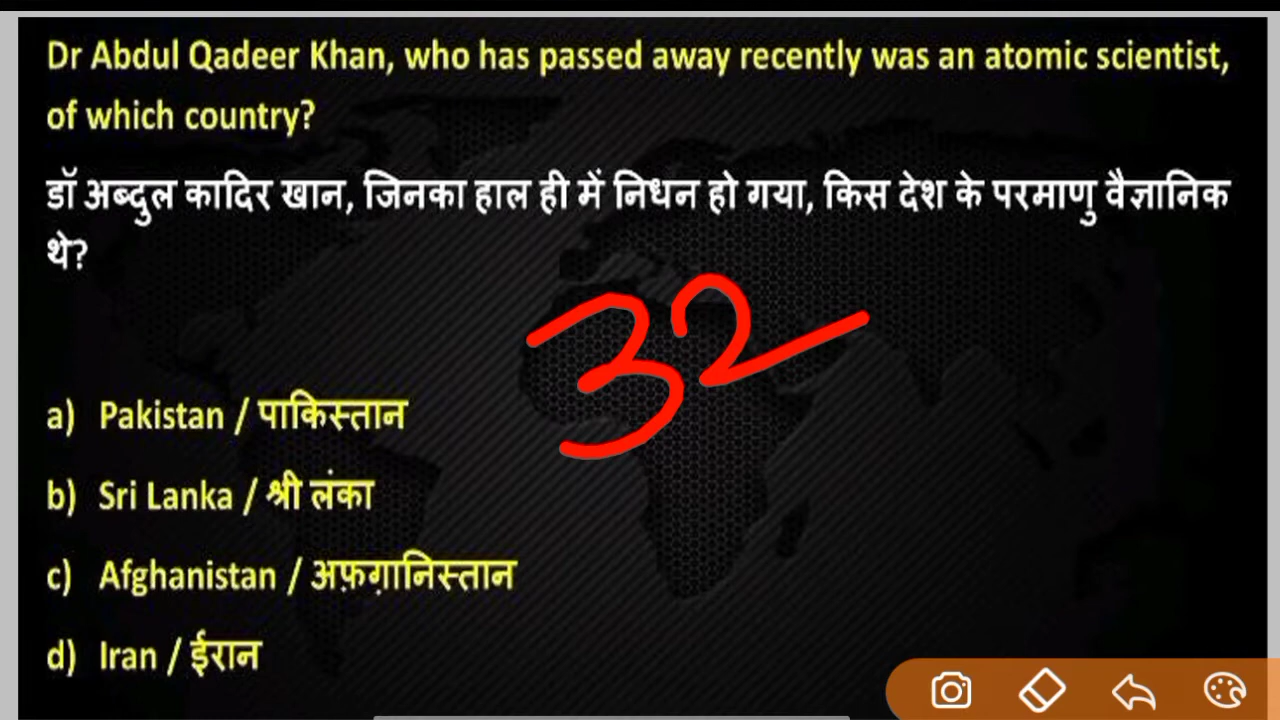 Dr Abdul Qadeer Khan, who has passed away recently was an atomic scientist,
of which country?
डॉ अब्दुल कादिर खान, जिनका हाल ही में निधन हो गया, किस देश के परमाणु वैज्ञानिक
थे?
32
a) Pakistan / पाकिस्तान
b) Sri Lanka / श्री लंका
c) Afghanistan / अफ़ग़ानिस्तान
d) Iran / ईरान